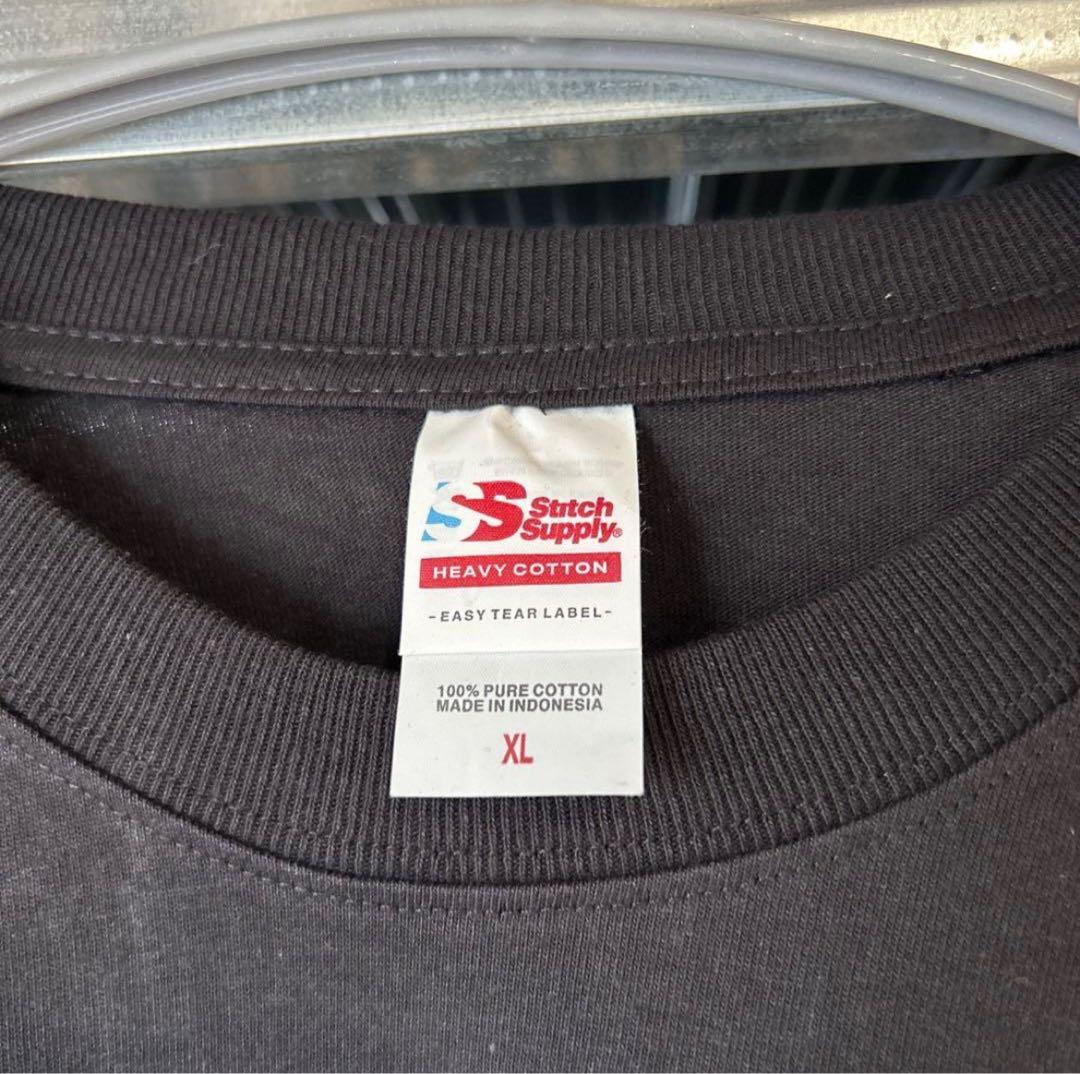 SS Stitch
Supply®
HEAVY COTTON
-EASY TEAR LABEL-
100% PURE COTTON
MADE IN INDONESIA
XL